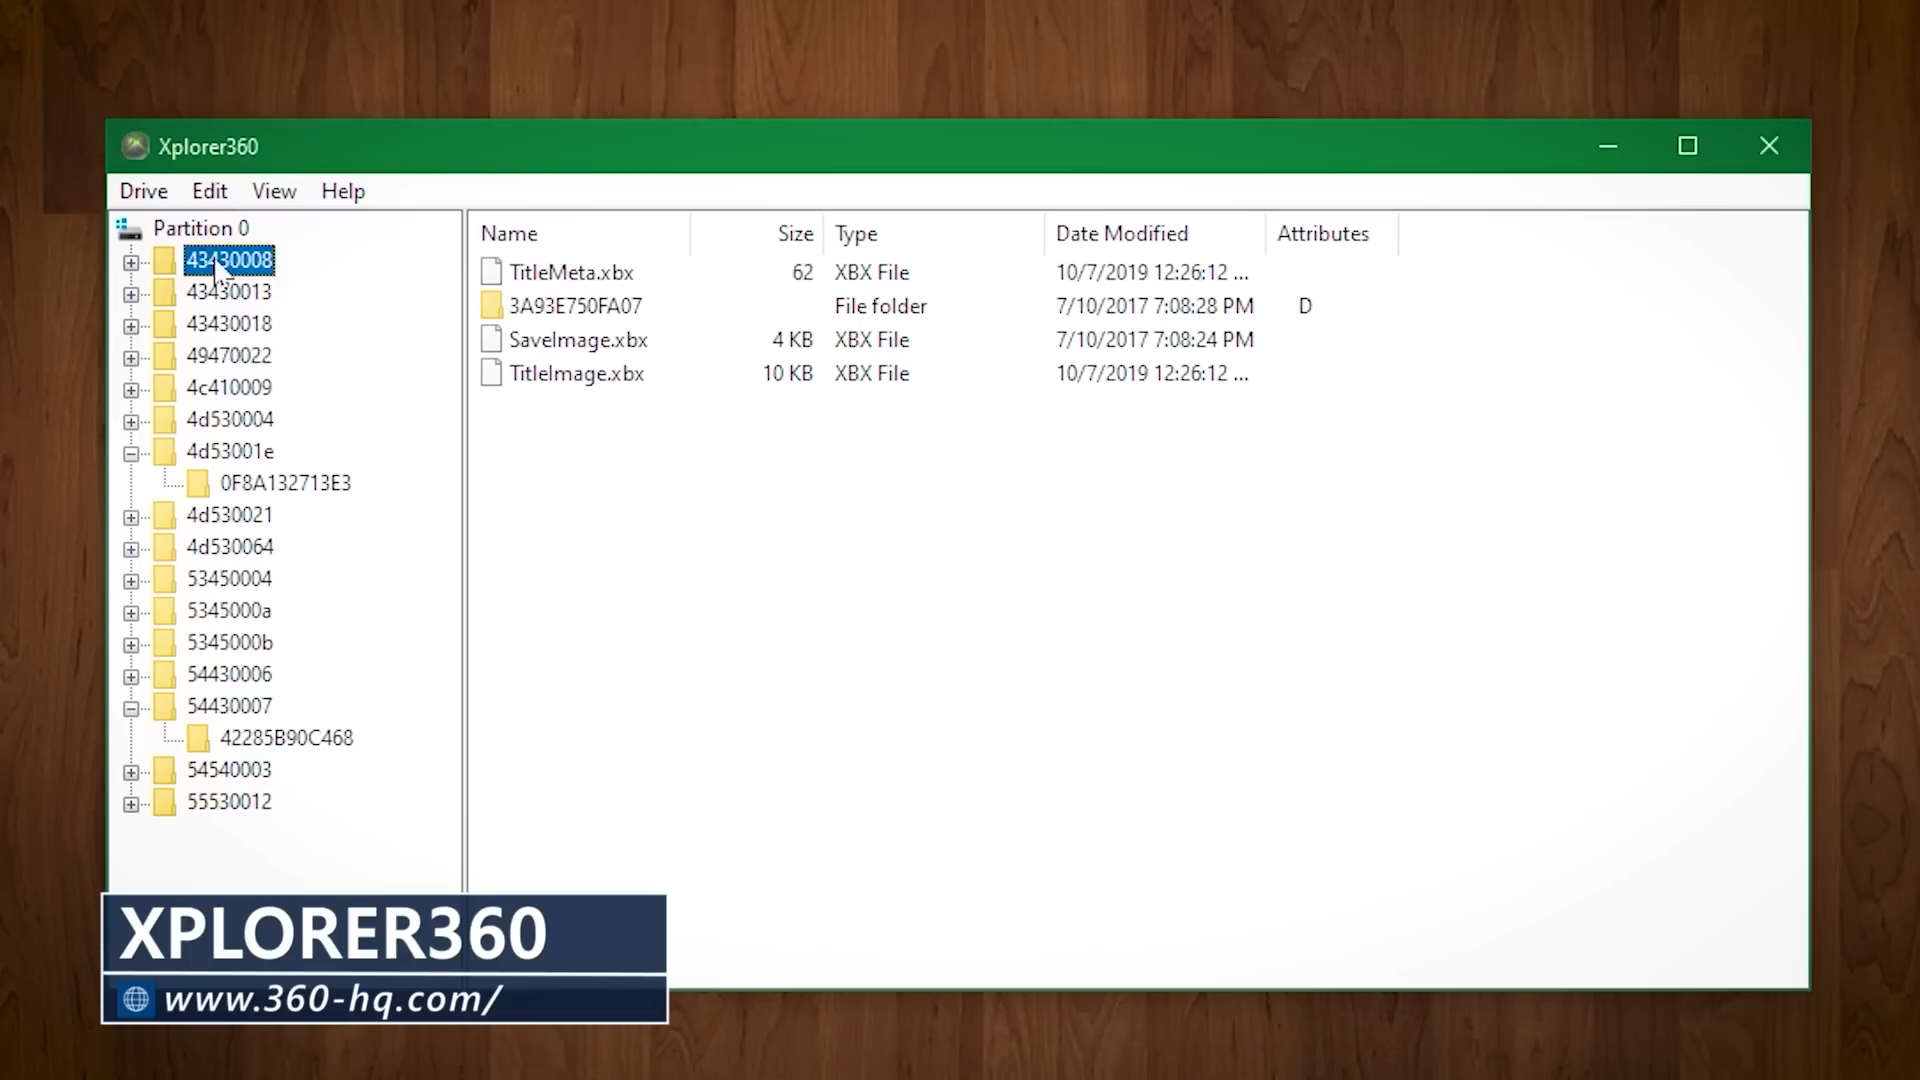 Xplorer360
Drive Edit View Help
Partition 0
43430008
43430013
43430018
49470022
4c410009
4d530004
4d53001e
0F8A132713E3
4d530021
4d530064
53450004
5345000a
5345000b
54430006
54430007
42285B90C468
54540003
55530012
Name Size Type Date Modified Attributes
TitleMeta.xbx 62 XBX File 10/7/2019 12:26:12 ...
3A93E750FA07 File folder 7/10/2017 7:08:28 PM D
SaveImage.xbx 4 KB XBX File 7/10/2017 7:08:24 PM
TitleImage.xbx 10 KB XBX File 10/7/2019 12:26:12 ...
XPLORER360
www.360-hq.com/